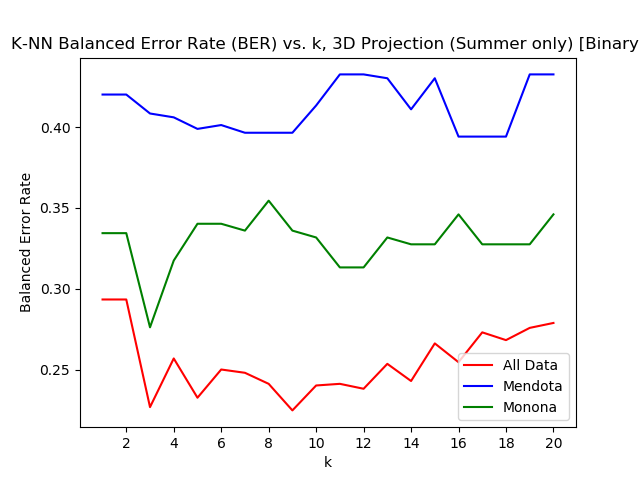 K-NN Balanced Error Rate (BER) vs. k, 3D Projection (Summer only) [Binary
0.40
0.35
0.30
0.25
Balanced Error Rate
All Data
Mendota
Monona
2 4 6 8 10 12 14 16 18 20
k